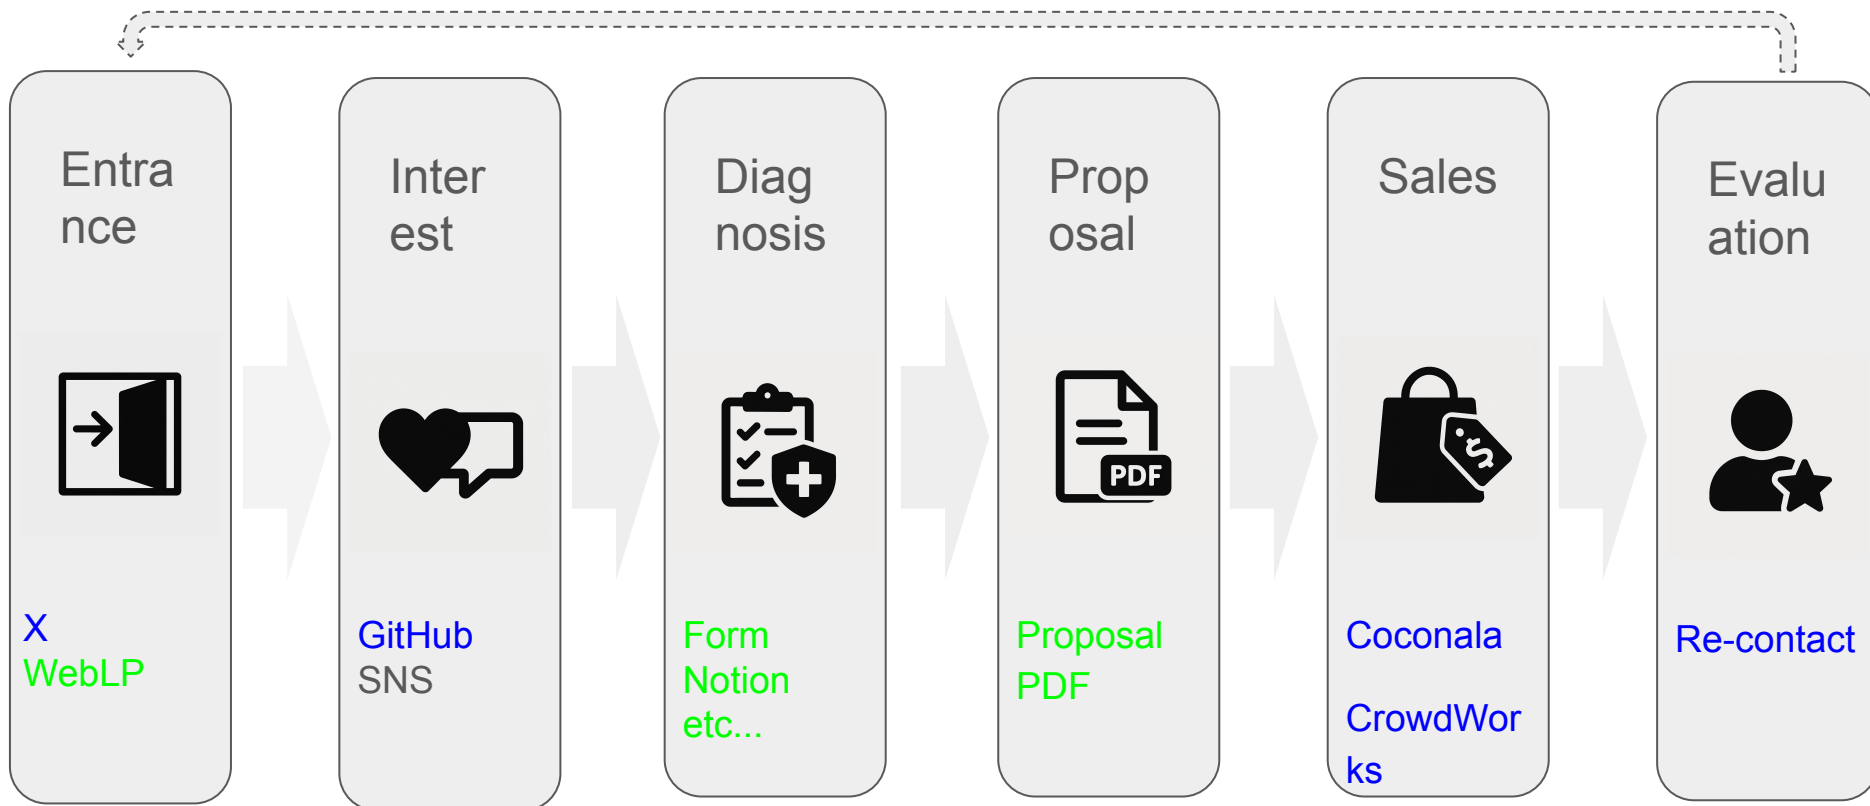 Entra
nce
X
WebLP
Inter
est
GitHub
SNS
Diag
nosis
Form
Notion
etc...
Prop
osal
PDF
Proposal
PDF
Sales
$
Coconala
CrowdWor
ks
Evalu
ation
Re-contact